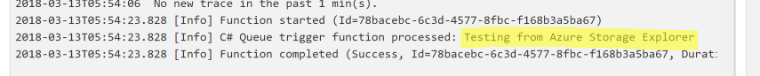 2018-03-13T05:54:06  No new trace in the past 1 min(s).
2018-03-13T05:54:23.828 [Info] Function started (Id=78bacebc-6c3d-4577-8fbc-f168b3a5ba67)
2018-03-13T05:54:23.828 [Info] C# Queue trigger function processed: Testing from Azure Storage Explorer
2018-03-13T05:54:23.828 [Info] Function completed (Success, Id=78bacebc-6c3d-4577-8fbc-f168b3a5ba67, Durati